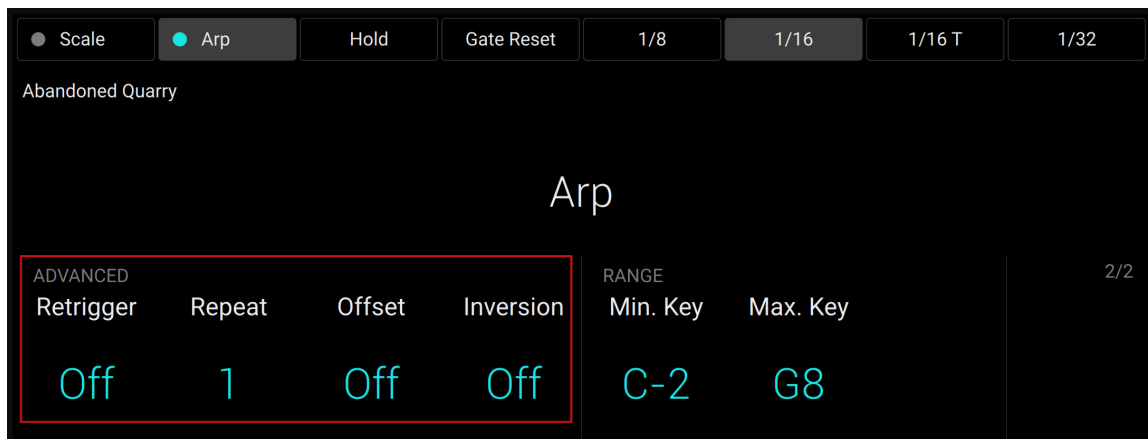 Scale Arp Hold Gate Reset 1/8 1/16 1/16 T 1/32
Abandoned Quarry
Arp
ADVANCED RANGE 2/2
Retrigger Repeat Offset Inversion Min. Key Max. Key
Off 1 Off Off C-2 G8